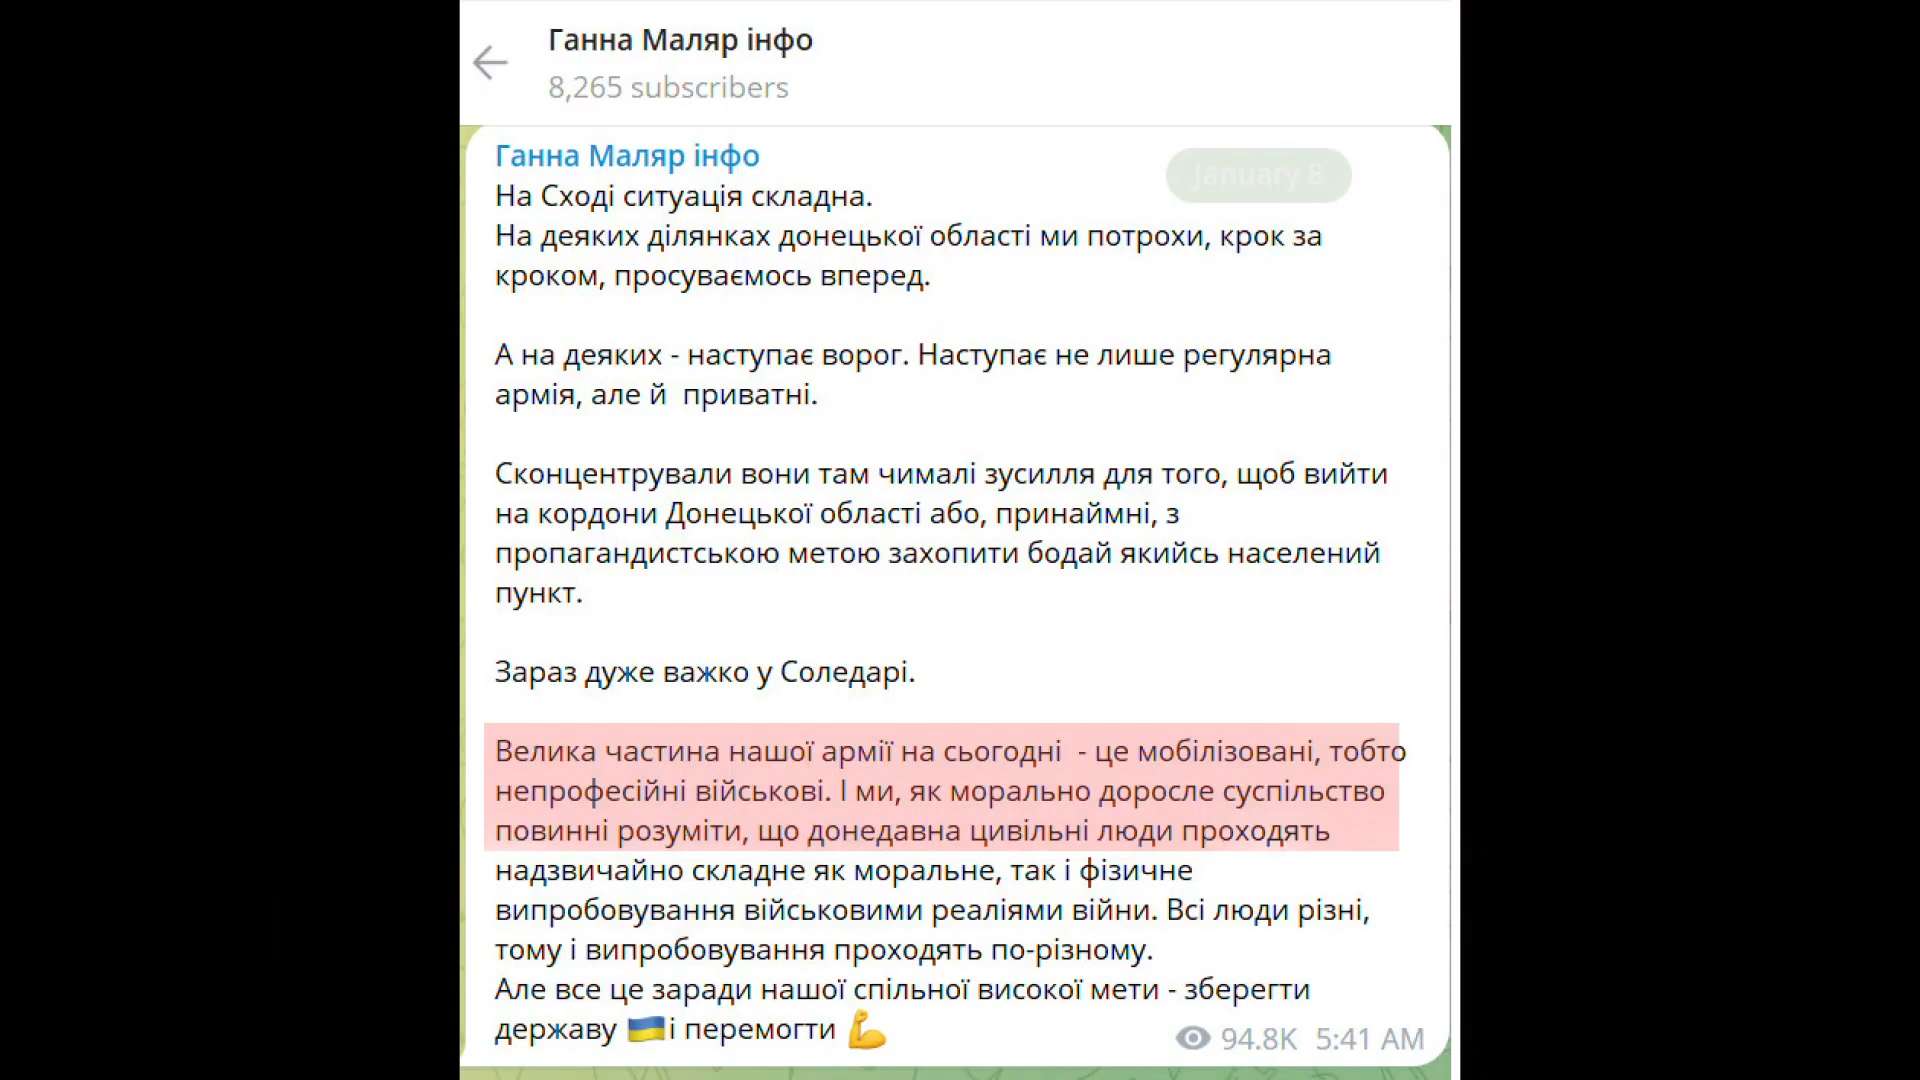 Ганна Маляр інфо
8,265 subscribers
Ганна Маляр інфо
January 8
На Сході ситуація складна.
На деяких ділянках донецької області ми потрохи, крок за
кроком, просуваємось вперед.
А на деяких - наступає ворог. Наступає не лише регулярна
армія, але й приватні.
Сконцентрували вони там чималі зусилля для того, щоб вийти
на кордони Донецької області або, принаймні, з
пропагандистською метою захопити бодай якийсь населений
пункт.
Зараз дуже важко у Соледарі.
Велика частина нашої армії на сьогодні - це мобілізовані, тобто
непрофесійні військові. І ми, як морально доросле суспільство
повинні розуміти, що донедавна цивільні люди проходять
надзвичайно складне як моральне, так і фізичне
випробовування військовими реаліями війни. Всі люди різні,
тому і випробовування проходять по-різному.
Але все це заради нашої спільної високої мети - зберегти
державу 🇺🇦і перемогти 💪
94.8K 5:41 AM